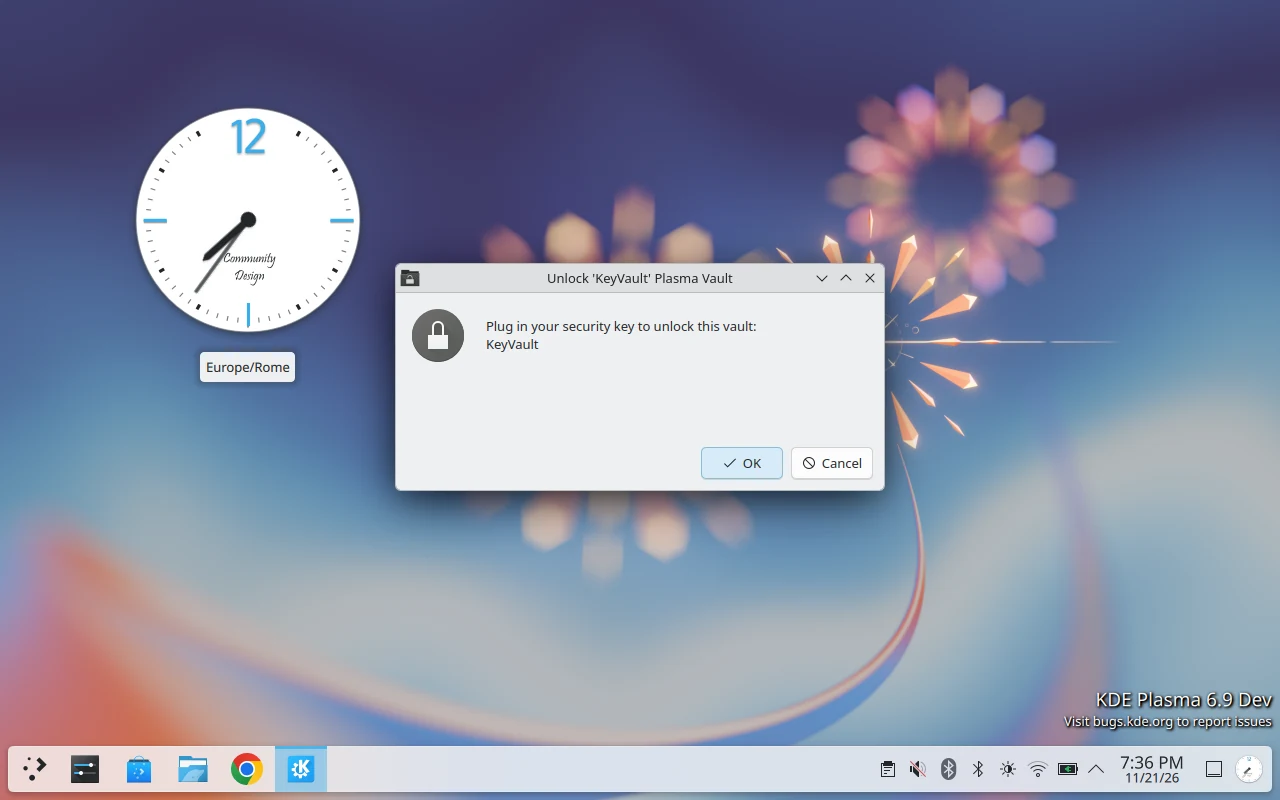 12
Community
Design
Europe/Rome
Unlock 'KeyVault' Plasma Vault
Plug in your security key to unlock this vault:
KeyVault
OK
Cancel
KDE Plasma 6.9 Dev
Visit bugs.kde.org to report issues
7:36 PM
11/21/26